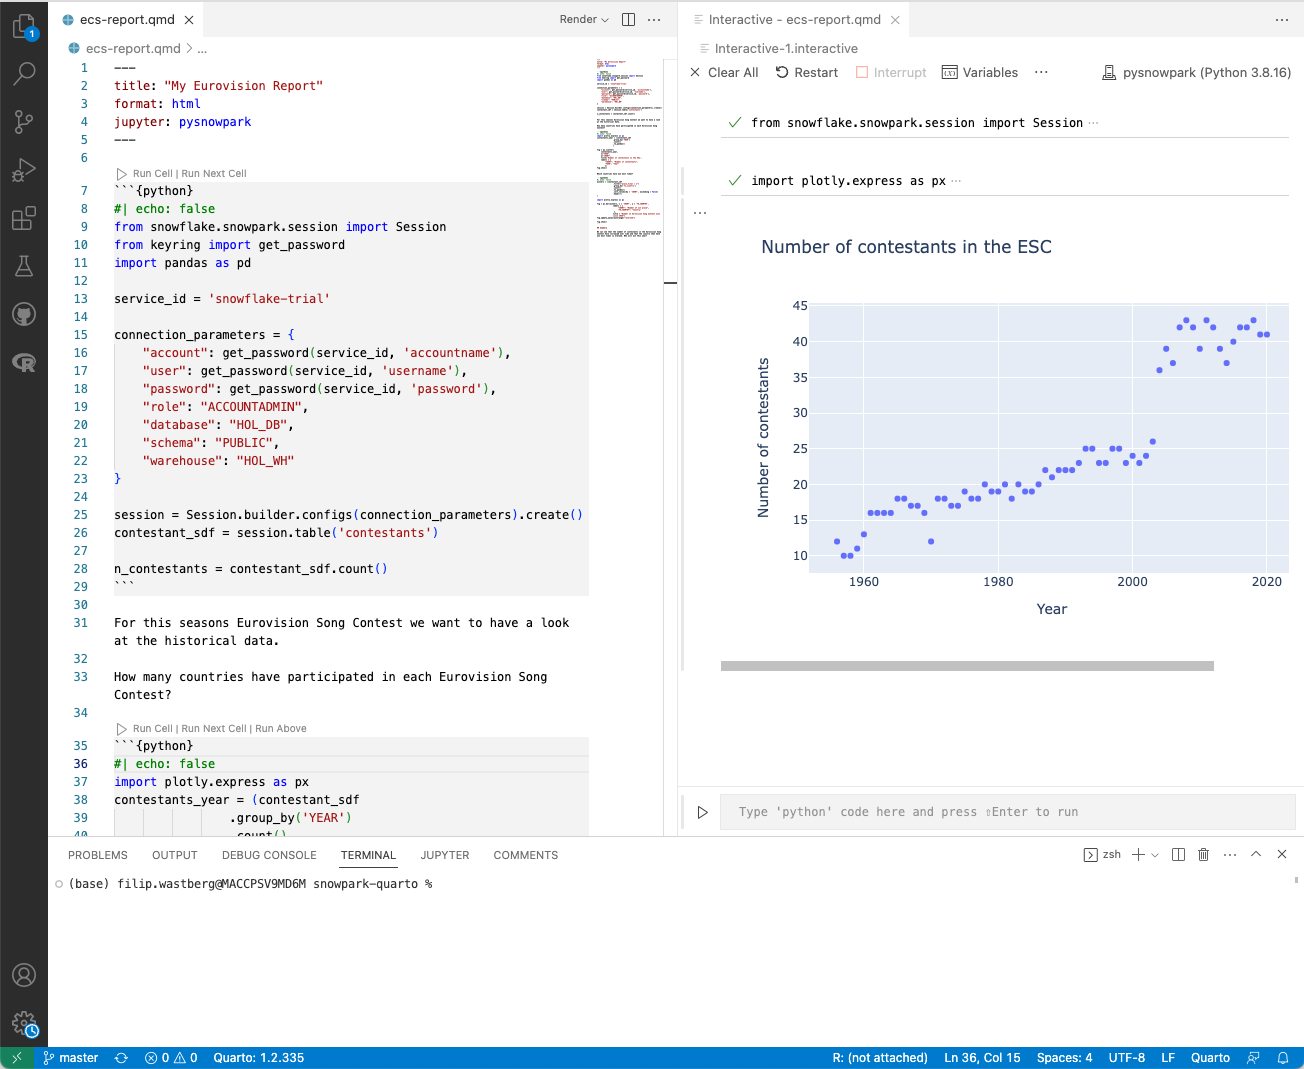 1
ecs-report.qmd
Render
ecs-report.qmd > ...
1 ---
2 title: "My Eurovision Report"
3 format: html
4 jupyter: pysnowpark
5 ---
6
Run Cell | Run Next Cell
7 ```{python}
8 #| echo: false
9 from snowflake.snowpark.session import Session
10 from keyring import get_password
11 import pandas as pd
12
13 service_id = 'snowflake-trial'
14
15 connection_parameters = {
16 "account": get_password(service_id, 'accountname'),
17 "user": get_password(service_id, 'username'),
18 "password": get_password(service_id, 'password'),
19 "role": "ACCOUNTADMIN",
20 "database": "HOL_DB",
21 "schema": "PUBLIC",
22 "warehouse": "HOL_WH"
23 }
24
25 session = Session.builder.configs(connection_parameters).create()
26 contestant_sdf = session.table('contestants')
27
28 n_contestants = contestant_sdf.count()
29 ```
30
31 For this seasons Eurovision Song Contest we want to have a look
at the historical data.
32
33 How many countries have participated in each Eurovision Song
Contest?
34
Run Cell | Run Next Cell | Run Above
35 ```{python}
36 #| echo: false
37 import plotly.express as px
38 contestants_year = (contestant_sdf
39 .group_by('YEAR')
40 .count()
Interactive - ecs-report.qmd
Interactive-1.interactive
Clear All Restart Interrupt Variables ... pysnowpark (Python 3.8.16)
from snowflake.snowpark.session import Session ...
import plotly.express as px ...
...
Number of contestants in the ESC
45
40
35
30
25
20
15
10
Number of contestants
1960 1980 2000 2020
Year
Type 'python' code here and press ⇧Enter to run
PROBLEMS OUTPUT DEBUG CONSOLE TERMINAL JUPYTER COMMENTS
zsh
(base) filip.wastberg@MACCPSV9MD6M snowpark-quarto %
master 0 0 Quarto: 1.2.335
R: (not attached) Ln 36, Col 15 Spaces: 4 UTF-8 LF Quarto